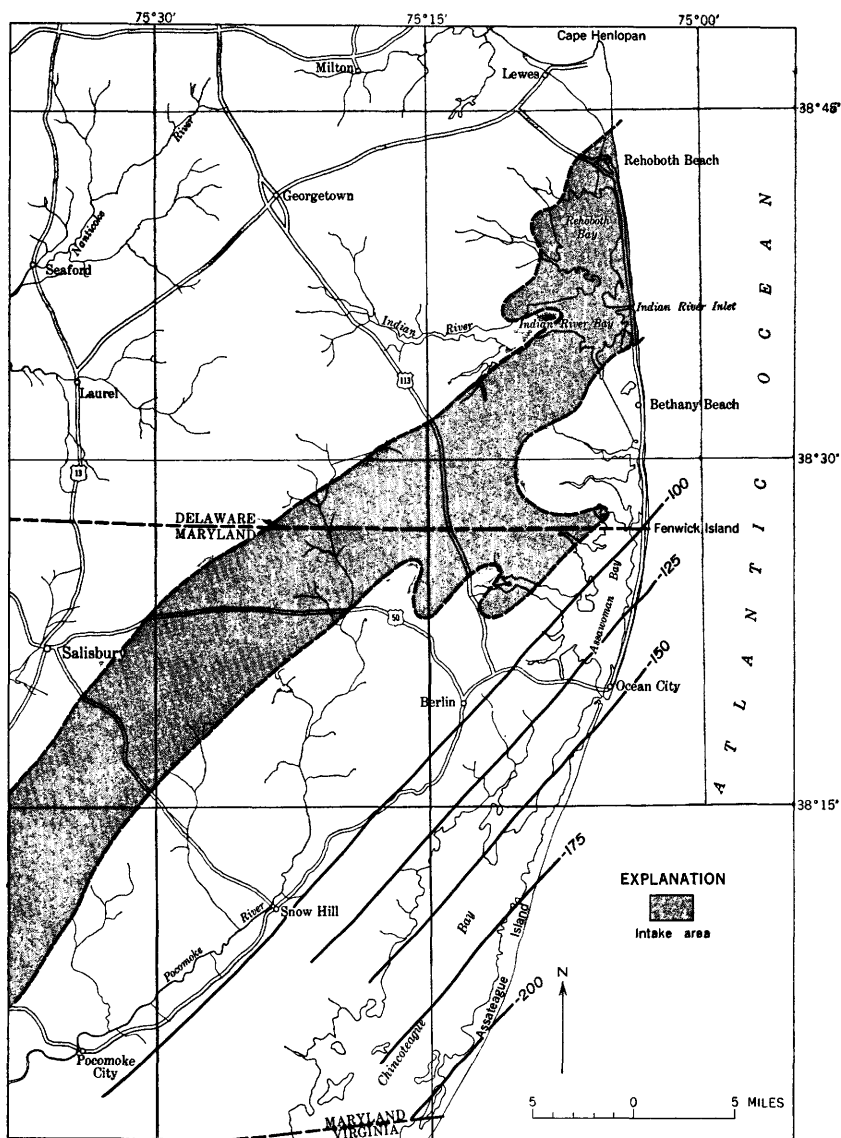 75°30'
75°15'
75°00'
Cape Henlopan
Milton
Lewes
38°45'
River
Rehoboth Beach
Georgetown
Nanticoke
Rehoboth
Bay
Seaford
Indian River Inlet
Indian River
Indian River Bay
113
Laurel
Bethany Beach
13
38°30'
-100
DELAWARE
MARYLAND
Fenwick Island
-125
Assawoman Bay
50
Salisbury
-150
Ocean City
Berlin
ATLANTIC OCEAN
38°15'
-175
EXPLANATION
Intake area
Pocomoke River
Snow Hill
Chincoteague Bay
Assateague Island
-200
N
Pocomoke
City
MARYLAND
VIRGINIA
5 0 5 MILES